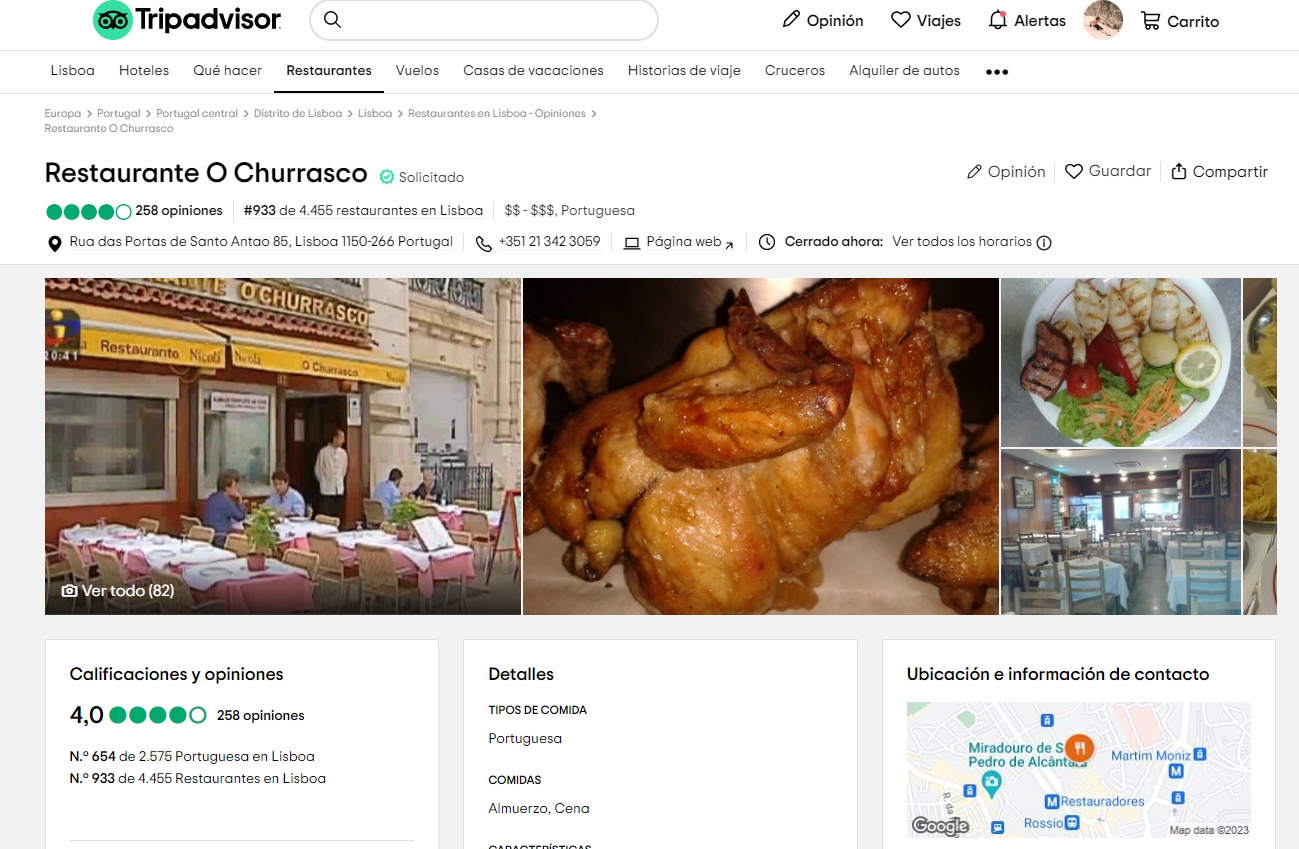 Tripadvisor
Opinión Viajes Alertas Carrito
Lisboa Hoteles Qué hacer Restaurantes Vuelos Casas de vacaciones Historias de viaje Cruceros Alquiler de autos
Europa > Portugal > Portugal central > Distrito de Lisboa > Lisboa > Restaurantes en Lisboa - Opiniones >
Restaurante O Churrasco
Restaurante O Churrasco Solicitado
Opinión Guardar Compartir
258 opiniones #933 de 4.455 restaurantes en Lisboa $$ - $$$, Portuguesa
Rua das Portas de Santo Antao 85, Lisboa 1150-266 Portugal +351 21 342 3059 Página web Cerrado ahora: Ver todos los horarios
O CHURRASCO
20:41
Restaurante Nicola Nicola O Churrasco Nicola
Ver todo (82)
Calificaciones y opiniones
4,0 258 opiniones
N.º 654 de 2.575 Portuguesa en Lisboa
N.º 933 de 4.455 Restaurantes en Lisboa
Detalles
TIPOS DE COMIDA
Portuguesa
COMIDAS
Almuerzo, Cena
CARACTERÍSTICAS
Ubicación e información de contacto
Miradouro de S
Pedro de Alcântara
Martim Moniz
M
M Restauradores
R. da
Rossio
Google
Map data ©2023